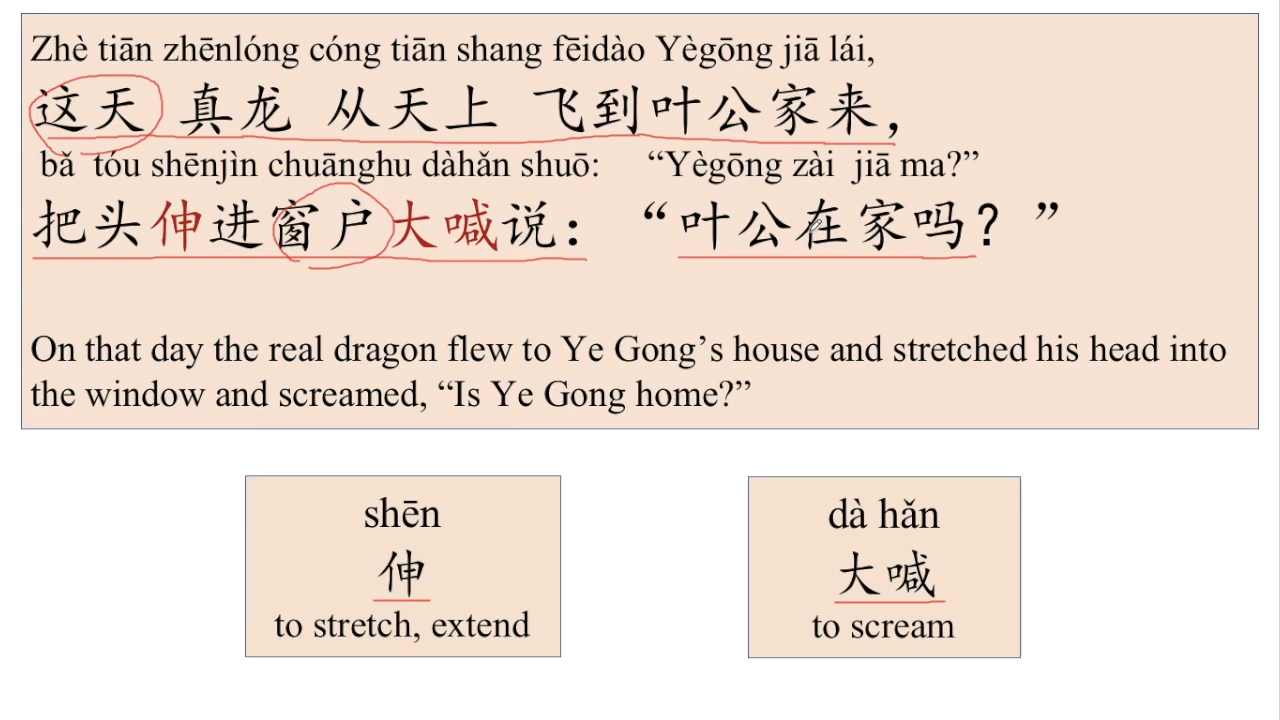 Zhè tiān zhēnlóng cóng tiān shang fēidào Yègōng jiā lái,
这天 真龙 从天上 飞到叶公家来，
bǎ tóu shēnjìn chuānghu dàhǎn shuō: “Yègōng zài jiā ma?”
把头伸进窗户大喊说： “叶公在家吗？”
On that day the real dragon flew to Ye Gong’s house and stretched his head into
the window and screamed, “Is Ye Gong home?”
shēn
伸
to stretch, extend
dà hǎn
大喊
to scream